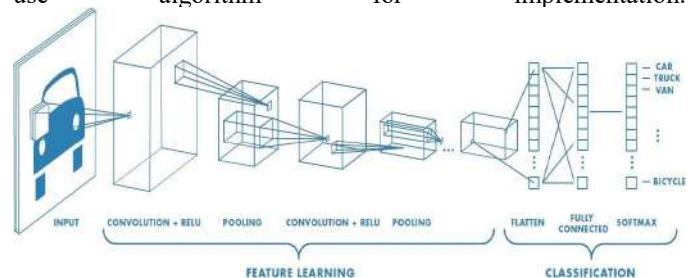 use algorithm for implementation.
CAR
TRUCK
VAN
BICYCLE
INPUT CONVOLUTION + RELU POOLING CONVOLUTION + RELU POOLING FLATTEN FULLY CONNECTED SOFTMAX
FEATURE LEARNING CLASSIFICATION